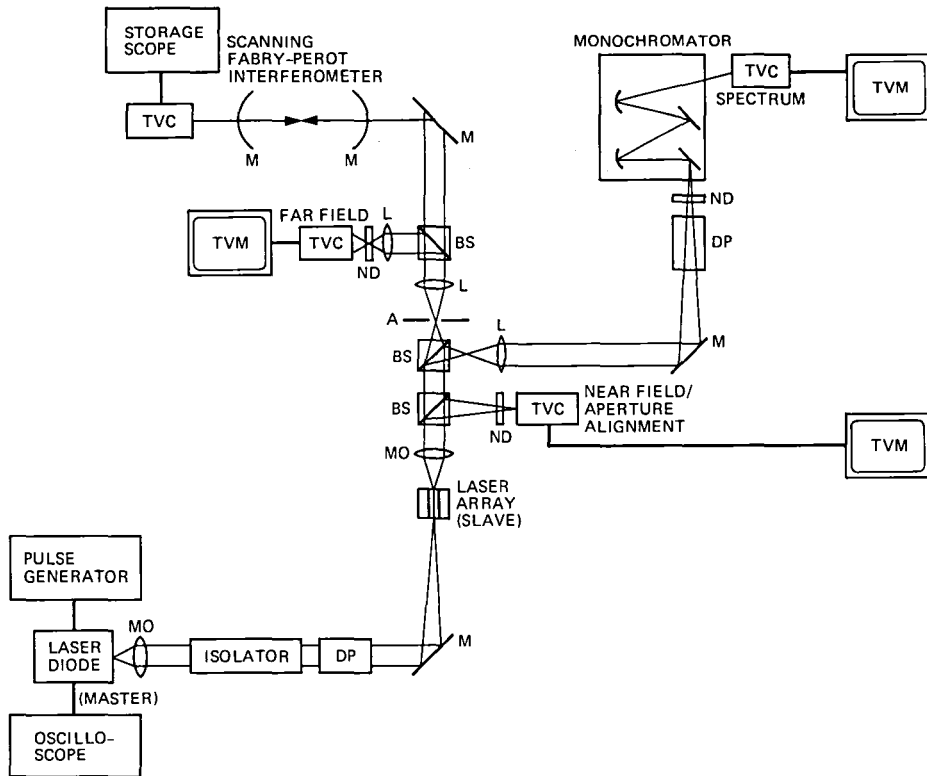 STORAGE
SCOPE
SCANNING
FABRY-PEROT
INTERFEROMETER
TVC
M
M
M
MONOCHROMATOR
TVC
SPECTRUM
TVM
ND
DP
FAR FIELD
TVM
TVC
ND
L
BS
L
A
BS
L
M
BS
ND
TVC
NEAR FIELD/
APERTURE
ALIGNMENT
TVM
MO
LASER
ARRAY
(SLAVE)
PULSE
GENERATOR
MO
LASER
DIODE
ISOLATOR
DP
M
(MASTER)
OSCILLO-
SCOPE